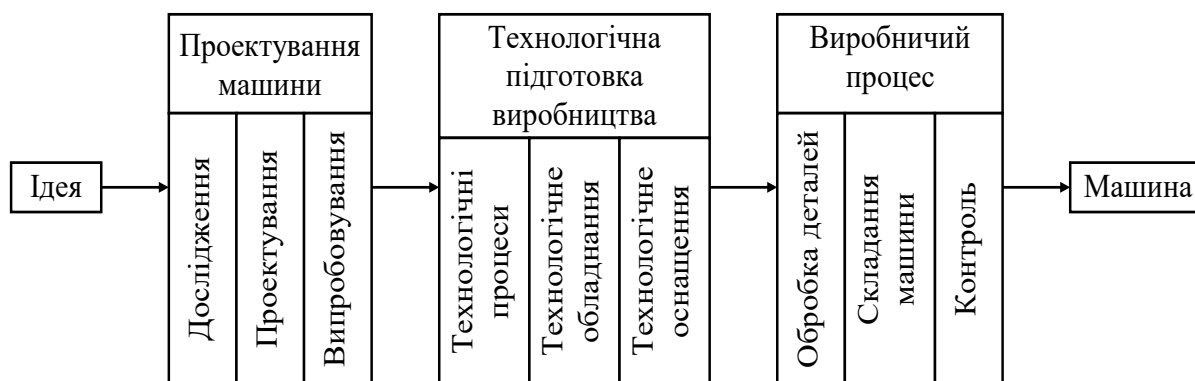 Ідея
Проектування
машини
Дослідження
Проектування
Випробовування
Технологічна
підготовка
виробництва
Технологічні
процеси
Технологічне
обладнання
Технологічне
оснащення
Виробничий
процес
Обробка деталей
Складання
машини
Контроль
Машина